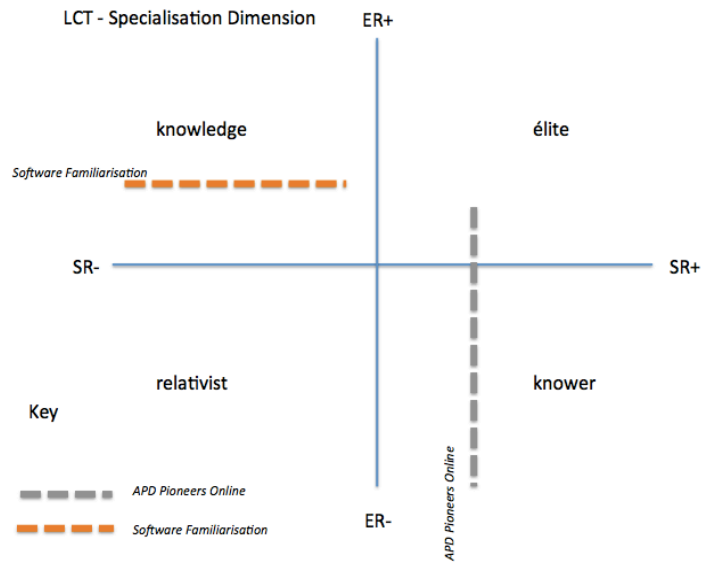 LCT - Specialisation Dimension
ER+
knowledge
élite
Software Familiarisation
SR-
SR+
relativist
knower
Key
APD Pioneers Online
APD Pioneers Online
Software Familiarisation
ER-